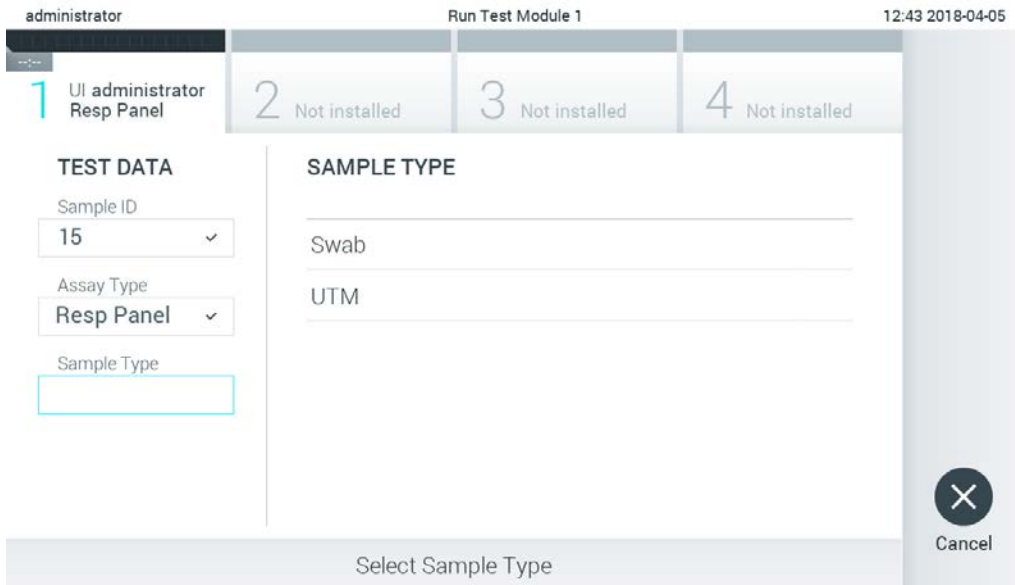 administrator
Run Test Module 1
12:43 2018-04-05
--:--
1 UI administrator
Resp Panel
2 Not installed
3 Not installed
4 Not installed
TEST DATA
Sample ID
15
Assay Type
Resp Panel
Sample Type
SAMPLE TYPE
Swab
UTM
Cancel
Select Sample Type